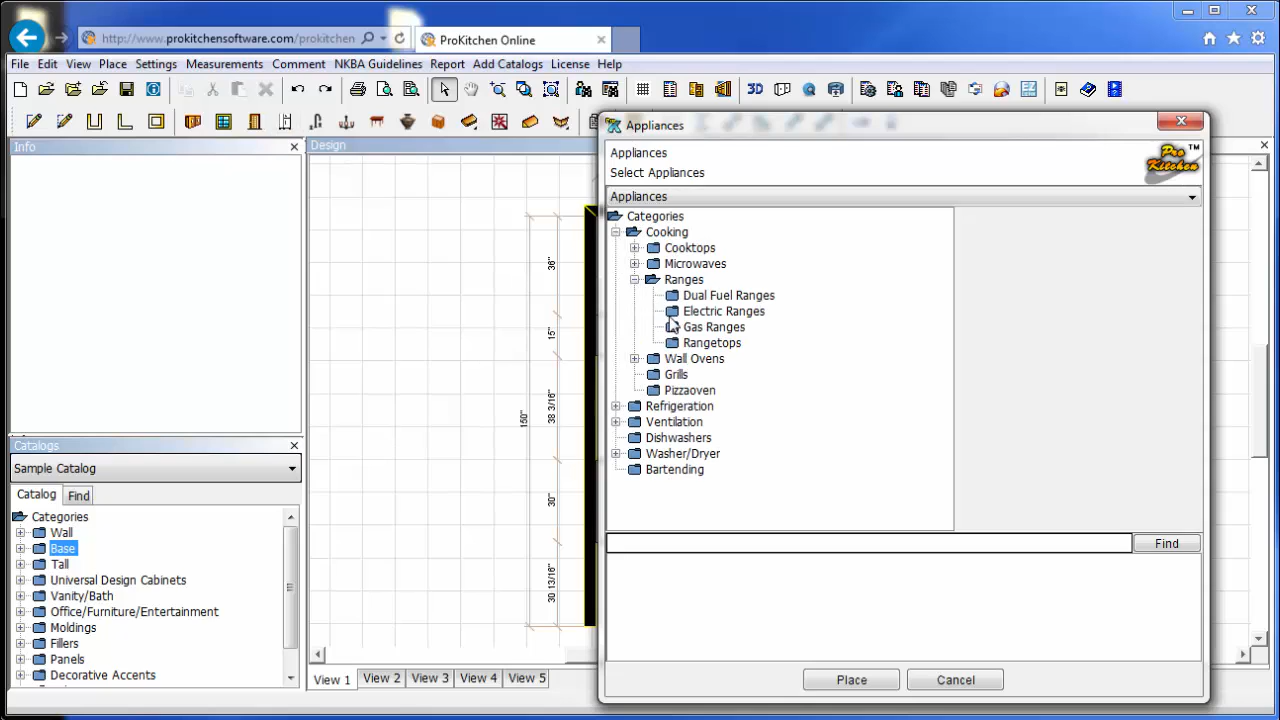 http://www.prokitchensoftware.com/prokitchen
ProKitchen Online
File Edit View Place Settings Measurements Comment NKBA Guidelines Report Add Catalogs License Help
3D
EZ
Info
Design
Appliances
Appliances
Select Appliances
Pro Kitchen ™
Appliances
Categories
Cooking
Cooktops
Microwaves
Ranges
Dual Fuel Ranges
Electric Ranges
Gas Ranges
Rangetops
Wall Ovens
Grills
Pizzaoven
Refrigeration
Ventilation
Dishwashers
Washer/Dryer
Bartending
Find
Place Cancel
36"
15"
38 3/16"
150"
30"
30 13/16"
Catalogs
Sample Catalog
Catalog Find
Categories
Wall
Base
Tall
Universal Design Cabinets
Vanity/Bath
Office/Furniture/Entertainment
Moldings
Fillers
Panels
Decorative Accents
View 1 View 2 View 3 View 4 View 5